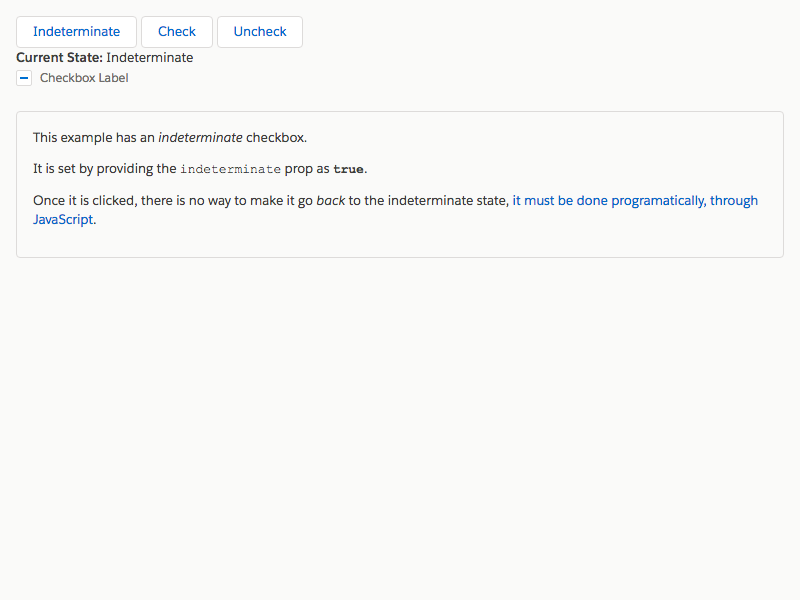 Indeterminate Check Uncheck
Current State: Indeterminate
Checkbox Label
This example has an indeterminate checkbox.
It is set by providing the indeterminate prop as true.
Once it is clicked, there is no way to make it go back to the indeterminate state, it must be done programatically, through
JavaScript.